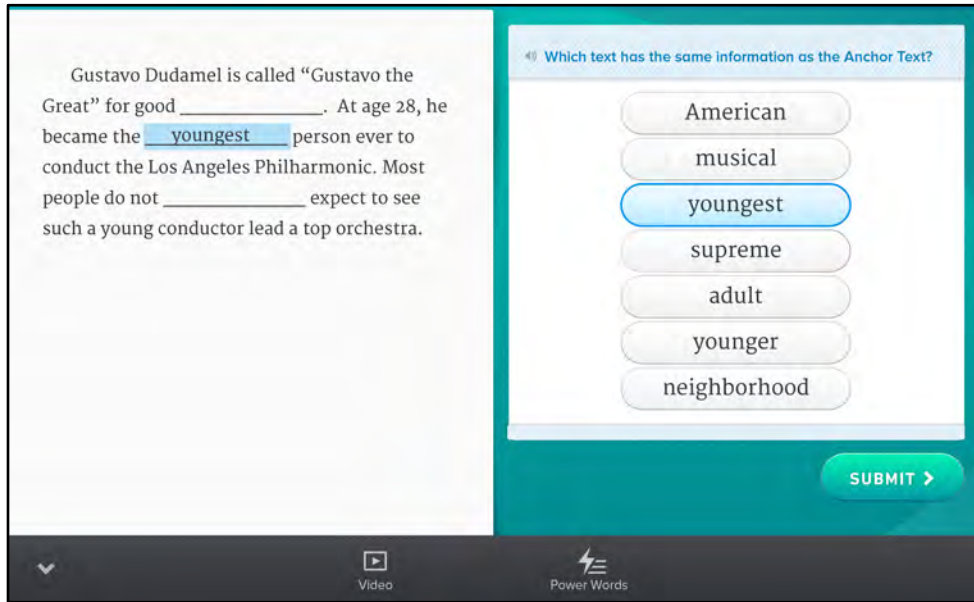 Gustavo Dudamel is called “Gustavo the
Great” for good ______________. At age 28, he
became the youngest person ever to
conduct the Los Angeles Philharmonic. Most
people do not ______________ expect to see
such a young conductor lead a top orchestra.
Which text has the same information as the Anchor Text?
American
musical
youngest
supreme
adult
younger
neighborhood
SUBMIT >
Video
Power Words